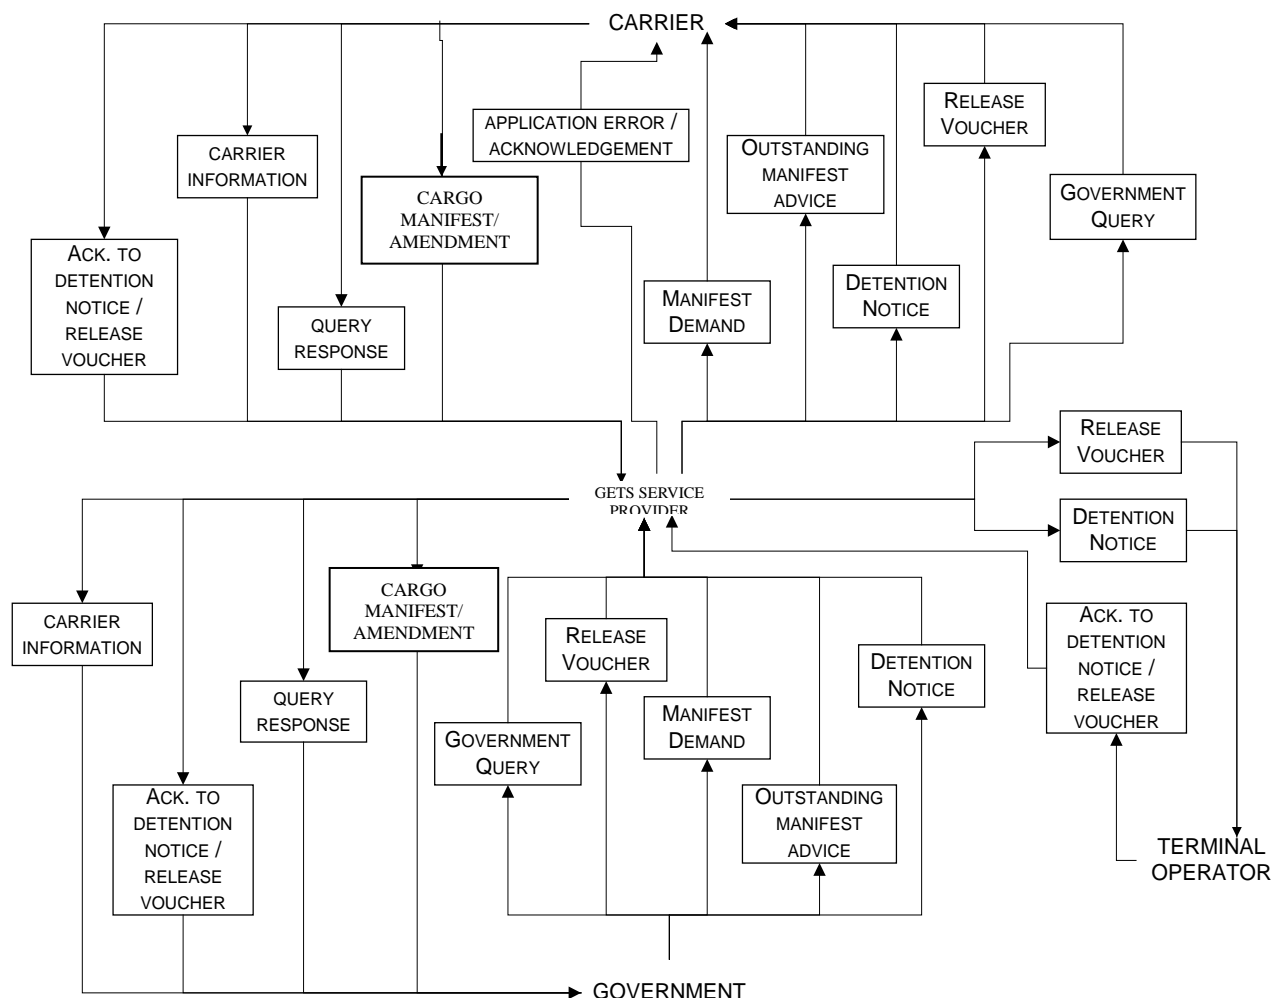 CARRIER
RELEASE
VOUCHER
APPLICATION ERROR /
ACKNOWLEDGEMENT
CARRIER
INFORMATION
OUTSTANDING
MANIFEST
ADVICE
CARGO
MANIFEST/
AMENDMENT
GOVERNMENT
QUERY
ACK. TO
DETENTION
NOTICE /
RELEASE
VOUCHER
DETENTION
NOTICE
MANIFEST
DEMAND
QUERY
RESPONSE
RELEASE
VOUCHER
GETS SERVICE
PROVIDER
DETENTION
NOTICE
CARGO
MANIFEST/
AMENDMENT
CARRIER
INFORMATION
RELEASE
VOUCHER
ACK. TO
DETENTION
NOTICE /
RELEASE
VOUCHER
DETENTION
NOTICE
QUERY
RESPONSE
MANIFEST
DEMAND
GOVERNMENT
QUERY
ACK. TO
DETENTION
NOTICE /
RELEASE
VOUCHER
OUTSTANDING
MANIFEST
ADVICE
TERMINAL
OPERATOR
GOVERNMENT